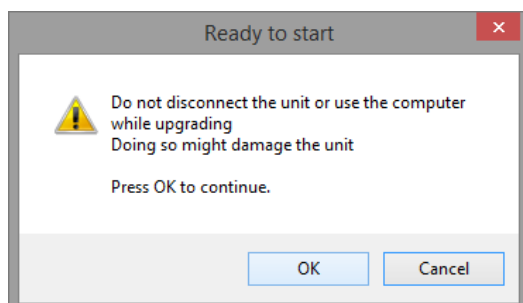 Ready to start
Do not disconnect the unit or use the computer
while upgrading
Doing so might damage the unit
Press OK to continue.
OK
Cancel